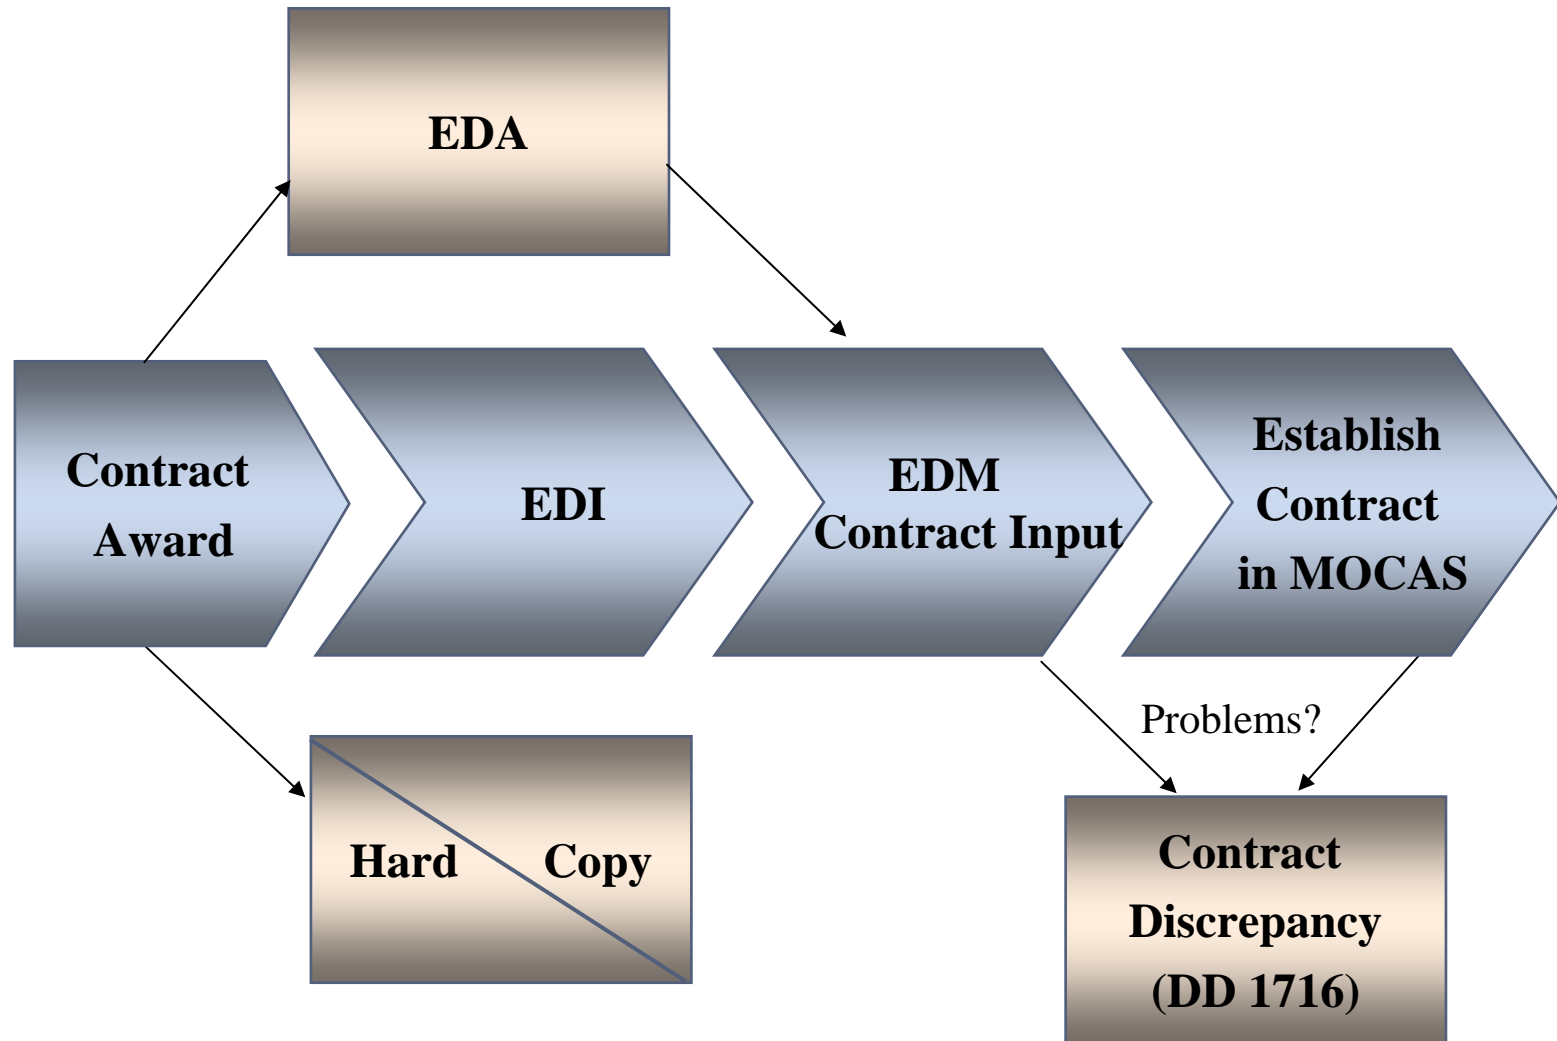 EDA
Contract
Award
EDI
EDM
Contract Input
Establish
Contract
in MOCAS
Problems?
Hard Copy
Contract
Discrepancy
(DD 1716)